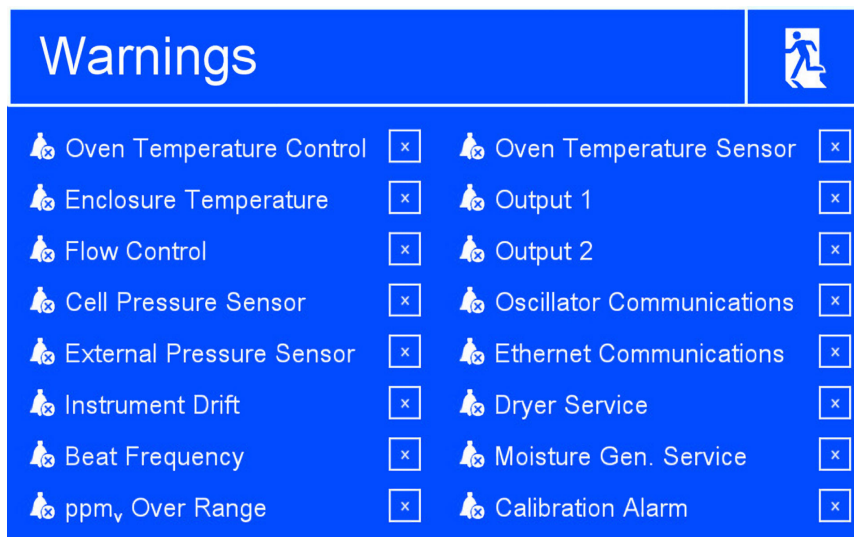 Warnings
Oven Temperature Control x
Oven Temperature Sensor x
Enclosure Temperature x
Output 1 x
Flow Control x
Output 2 x
Cell Pressure Sensor x
Oscillator Communications x
External Pressure Sensor x
Ethernet Communications x
Instrument Drift x
Dryer Service x
Beat Frequency x
Moisture Gen. Service x
ppmᵥ Over Range x
Calibration Alarm x